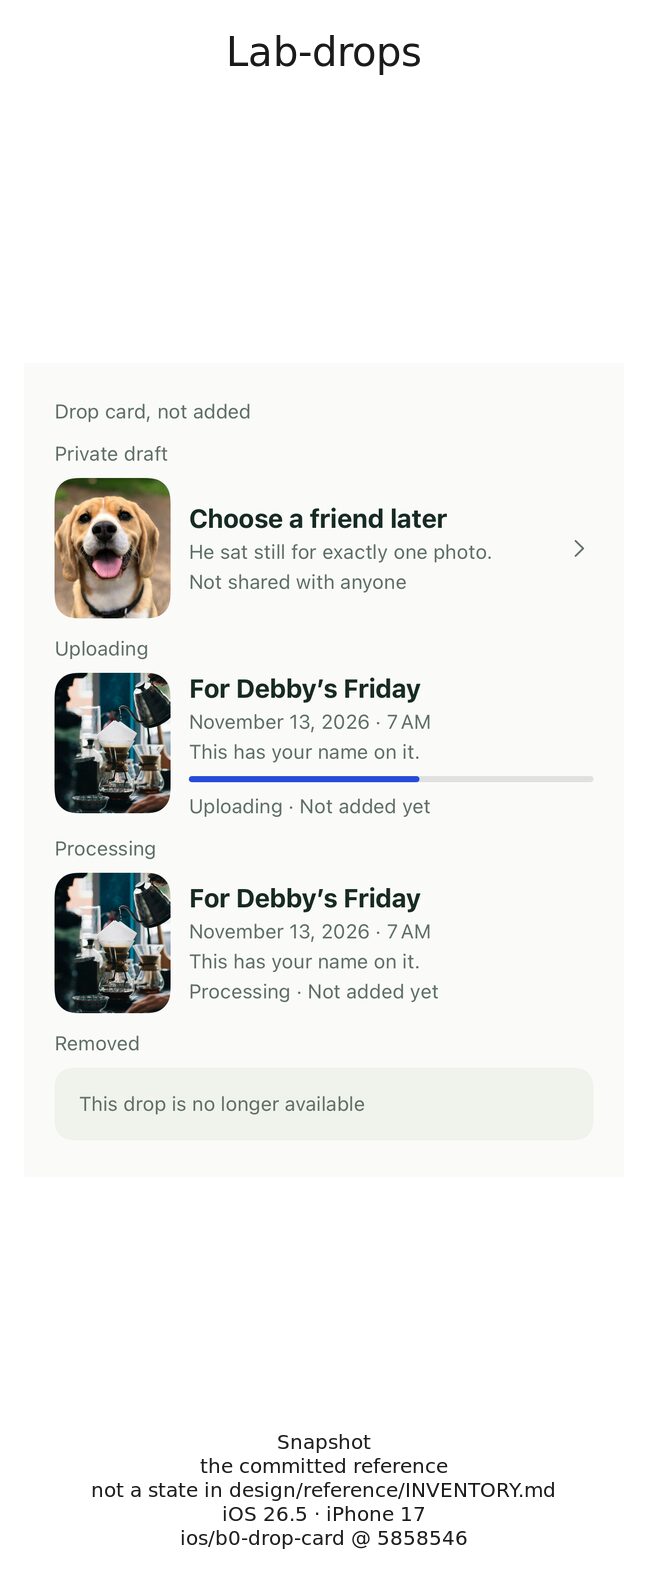 Lab-drops
Drop card, not added
Private draft
Choose a friend later
He sat still for exactly one photo.
Not shared with anyone
Uploading
For Debby’s Friday
November 13, 2026 · 7 AM
This has your name on it.
Uploading · Not added yet
Processing
For Debby’s Friday
November 13, 2026 · 7 AM
This has your name on it.
Processing · Not added yet
Removed
This drop is no longer available
Snapshot
the committed reference
not a state in design/reference/INVENTORY.md
iOS 26.5 · iPhone 17
ios/b0-drop-card @ 5858546